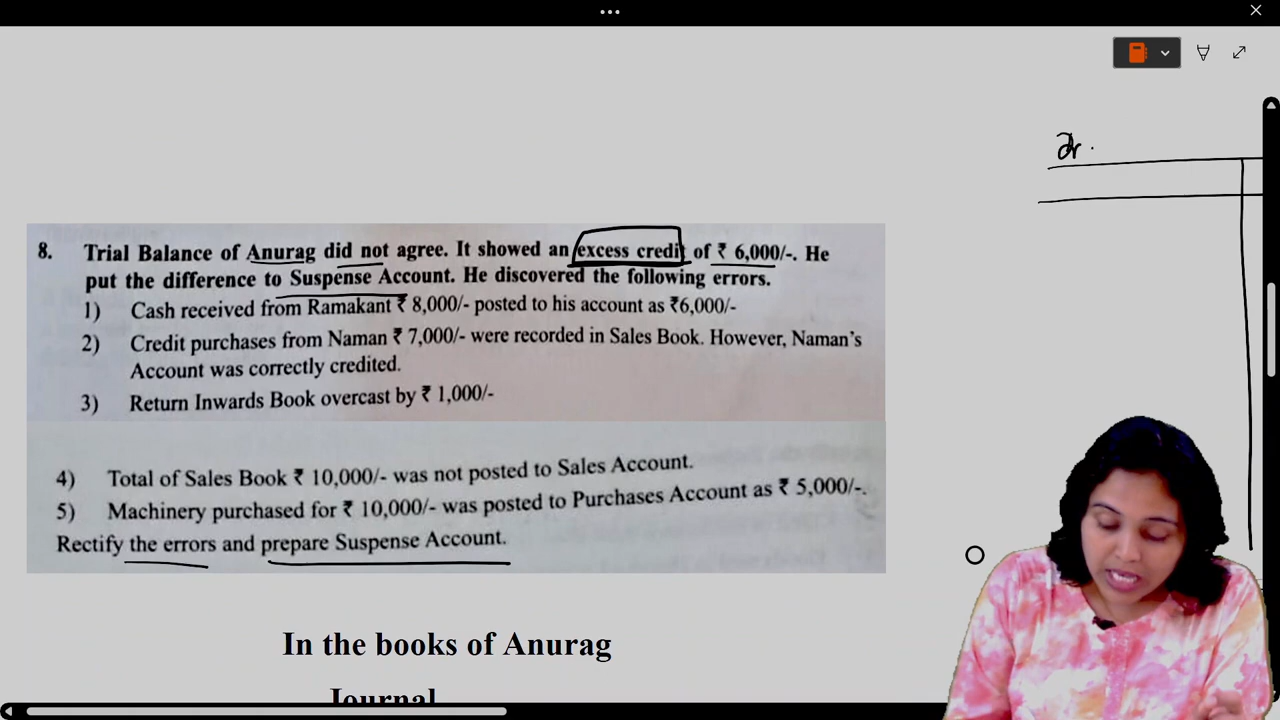 Dr.
8. Trial Balance of Anurag did not agree. It showed an excess credit of ₹ 6,000/-. He
put the difference to Suspense Account. He discovered the following errors.
1) Cash received from Ramakant ₹ 8,000/- posted to his account as ₹6,000/-
2) Credit purchases from Naman ₹ 7,000/- were recorded in Sales Book. However, Naman's
Account was correctly credited.
3) Return Inwards Book overcast by ₹ 1,000/-
4) Total of Sales Book ₹ 10,000/- was not posted to Sales Account.
5) Machinery purchased for ₹ 10,000/- was posted to Purchases Account as ₹ 5,000/-.
Rectify the errors and prepare Suspense Account.
In the books of Anurag
Journal